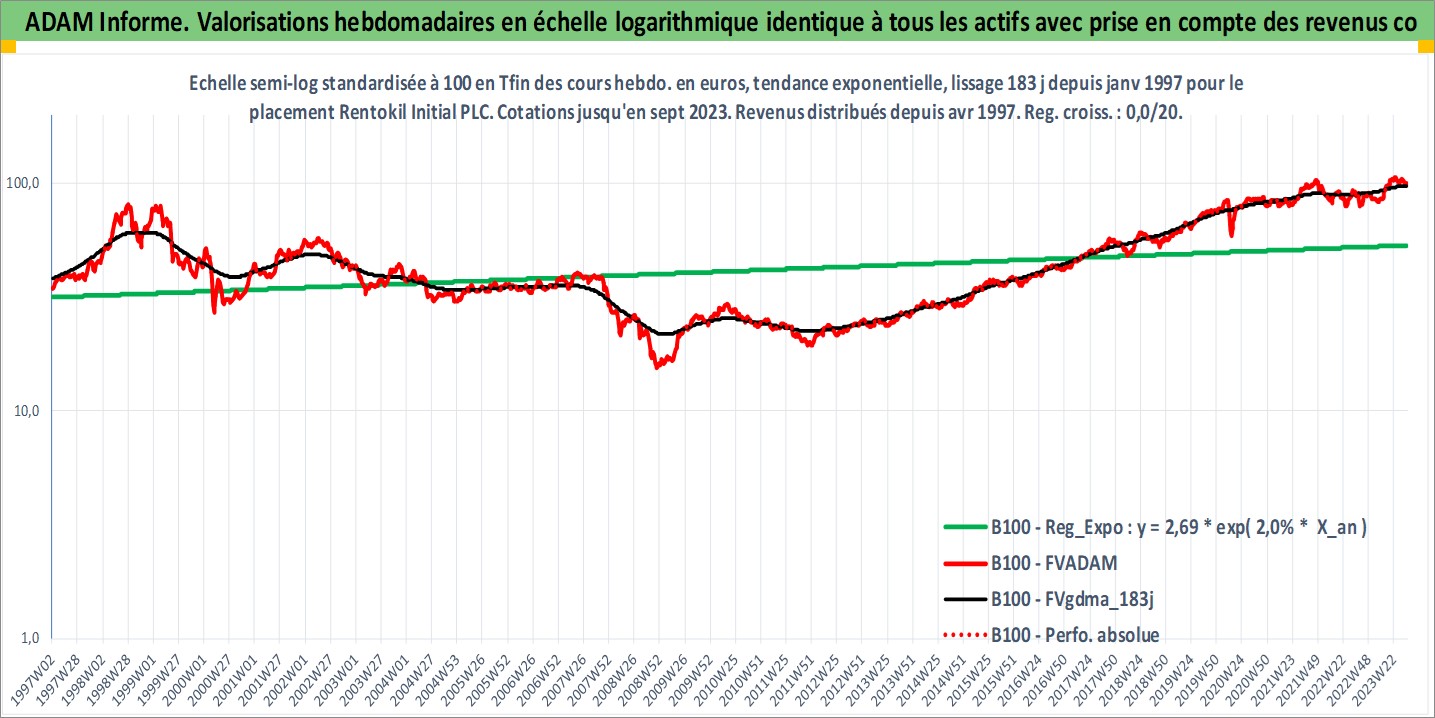 ADAM Informe. Valorisations hebdomadaires en échelle logarithmique identique à tous les actifs avec prise en compte des revenus co
Echelle semi-log standardisée à 100 en Tfin des cours hebdo. en euros, tendance exponentielle, lissage 183 j depuis janv 1997 pour le
placement Rentokil Initial PLC. Cotations jusqu'en sept 2023. Revenus distribués depuis avr 1997. Reg. croiss. : 0,0/20.
100,0
10,0
1,0
B100 - Reg_Expo : y = 2,69 * exp( 2,0% * X_an )
B100 - FVADAM
B100 - FVgdma_183j
B100 - Perfo. absolue
1997W02
1997W28
1998W02
1998W28
1999W01
1999W27
2000W01
2000W27
2001W01
2001W27
2002W01
2002W27
2003W01
2003W27
2004W01
2004W27
2004W53
2005W26
2005W52
2006W26
2006W52
2007W26
2007W52
2008W26
2008W52
2009W26
2009W52
2010W25
2010W51
2011W25
2011W51
2012W25
2012W51
2013W25
2013W51
2014W25
2014W51
2015W25
2015W51
2016W24
2016W50
2017W24
2017W50
2018W24
2018W50
2019W24
2019W50
2020W24
2020W50
2021W23
2021W49
2022W22
2022W48
2023W22